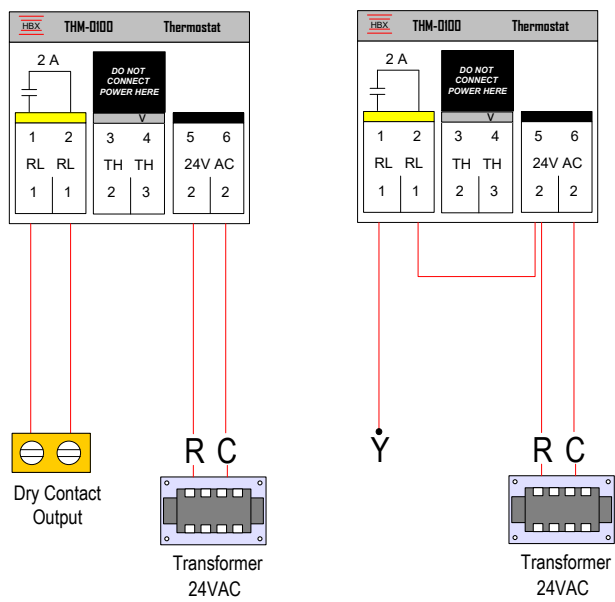 HBX THM-0100 Thermostat
2 A
DO NOT
CONNECT
POWER HERE
V
1 2 3 4 5 6
RL RL TH TH 24V AC
1 1 2 3 2 2
R C
Dry Contact
Output
Transformer
24VAC
HBX THM-0100 Thermostat
2 A
DO NOT
CONNECT
POWER HERE
V
1 2 3 4 5 6
RL RL TH TH 24V AC
1 1 2 3 2 2
Y R C
Transformer
24VAC